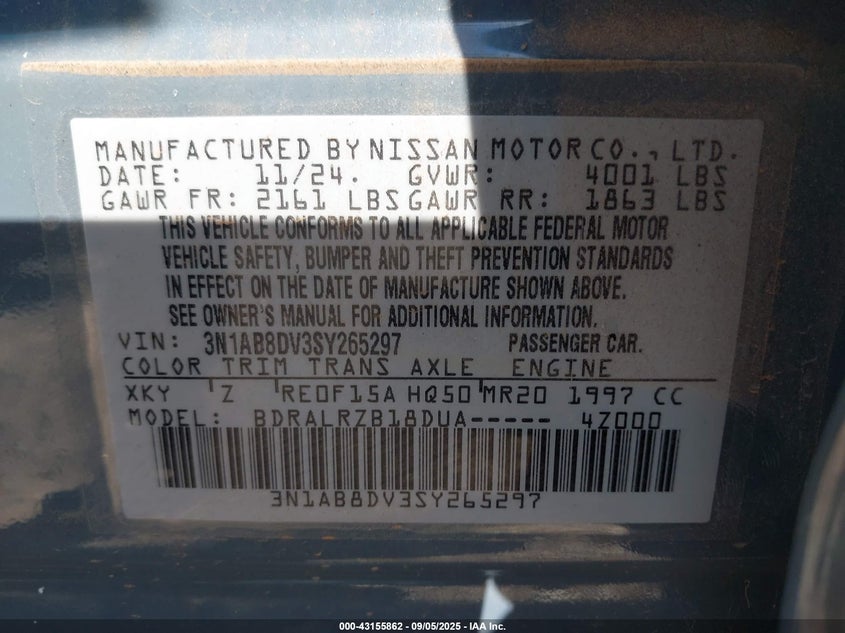 MANUFACTURED BY NISSAN MOTOR CO., LTD.
DATE: 11/24. GVWR: 4001 LBS
GAWR FR: 2161 LBS GAWR RR: 1863 LBS
THIS VEHICLE CONFORMS TO ALL APPLICABLE FEDERAL MOTOR
VEHICLE SAFETY, BUMPER AND THEFT PREVENTION STANDARDS
IN EFFECT ON THE DATE OF MANUFACTURE SHOWN ABOVE.
SEE OWNER'S MANUAL FOR ADDITIONAL INFORMATION.
VIN: 3N1AB8DV3SY265297 PASSENGER CAR.
COLOR TRIM TRANS AXLE ENGINE
XKY Z RE0F15A HQ50 MR20 1997 CC
MODEL: BDRALRZB18DUA----- 4Z000
3N1AB8DV3SY265297
000-43155862 - 09/05/2025 - IAA Inc.